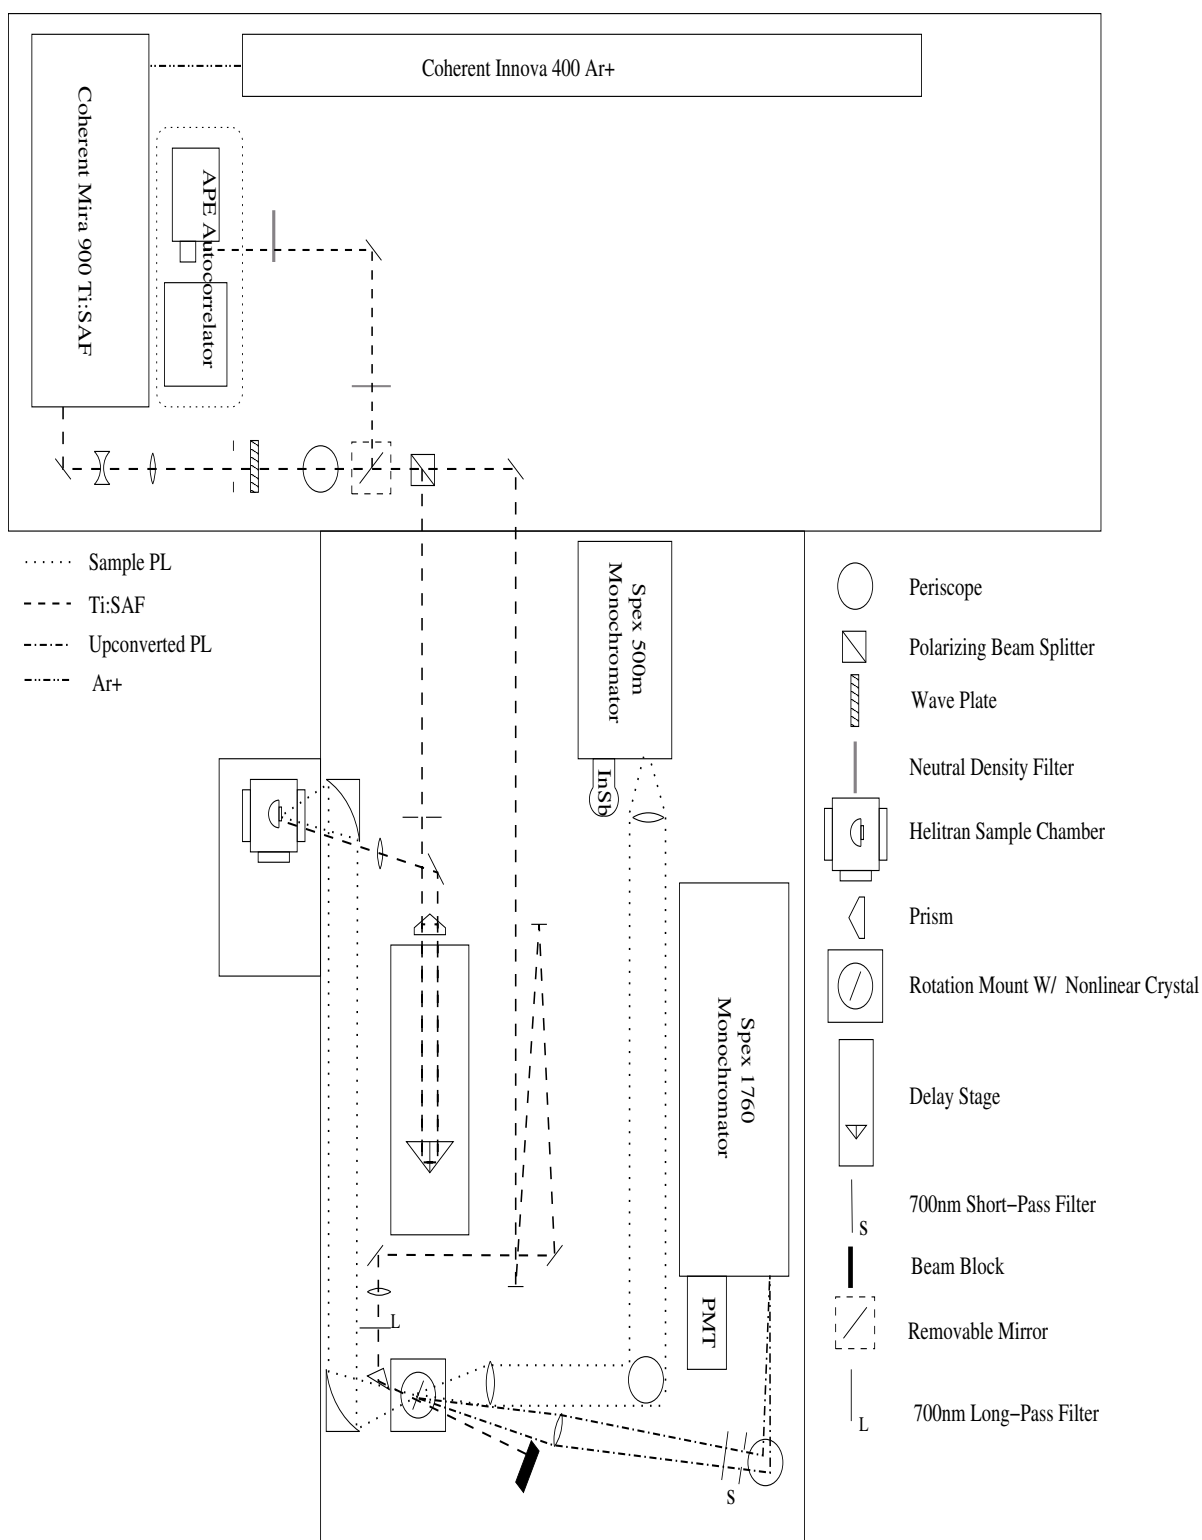 Coherent Innova 400 Ar+
Coherent Mira 900 Ti:SAF
APE Autocorrelator
Sample PL
Ti:SAF
Upconverted PL
Ar+
Spex 500m
Monochromator
InSb
Spex 1760
Monochromator
PMT
L
S
Periscope
Polarizing Beam Splitter
Wave Plate
Neutral Density Filter
Helitran Sample Chamber
Prism
Rotation Mount W/ Nonlinear Crystal
Delay Stage
700nm Short−Pass Filter
S
Beam Block
Removable Mirror
700nm Long−Pass Filter
L